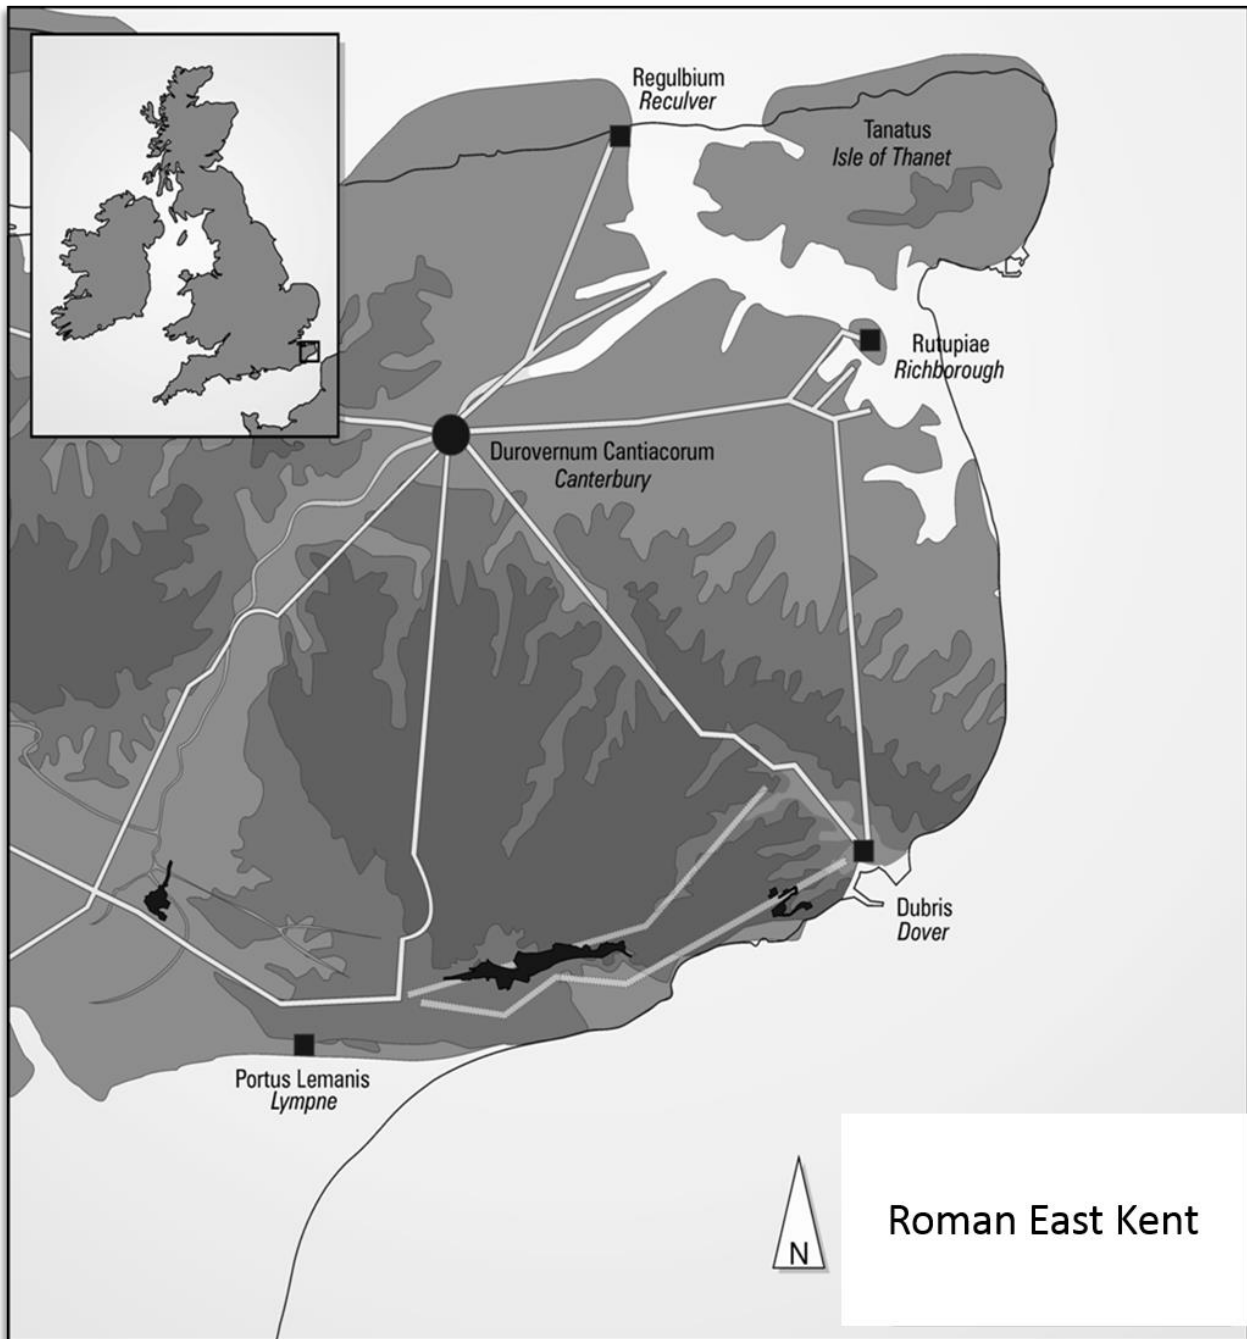 Regulbium
Reculver
Tanatus
Isle of Thanet
Rutupiae
Richborough
Durovernum Cantiacorum
Canterbury
Dubris
Dover
Portus Lemanis
Lympne
N
Roman East Kent